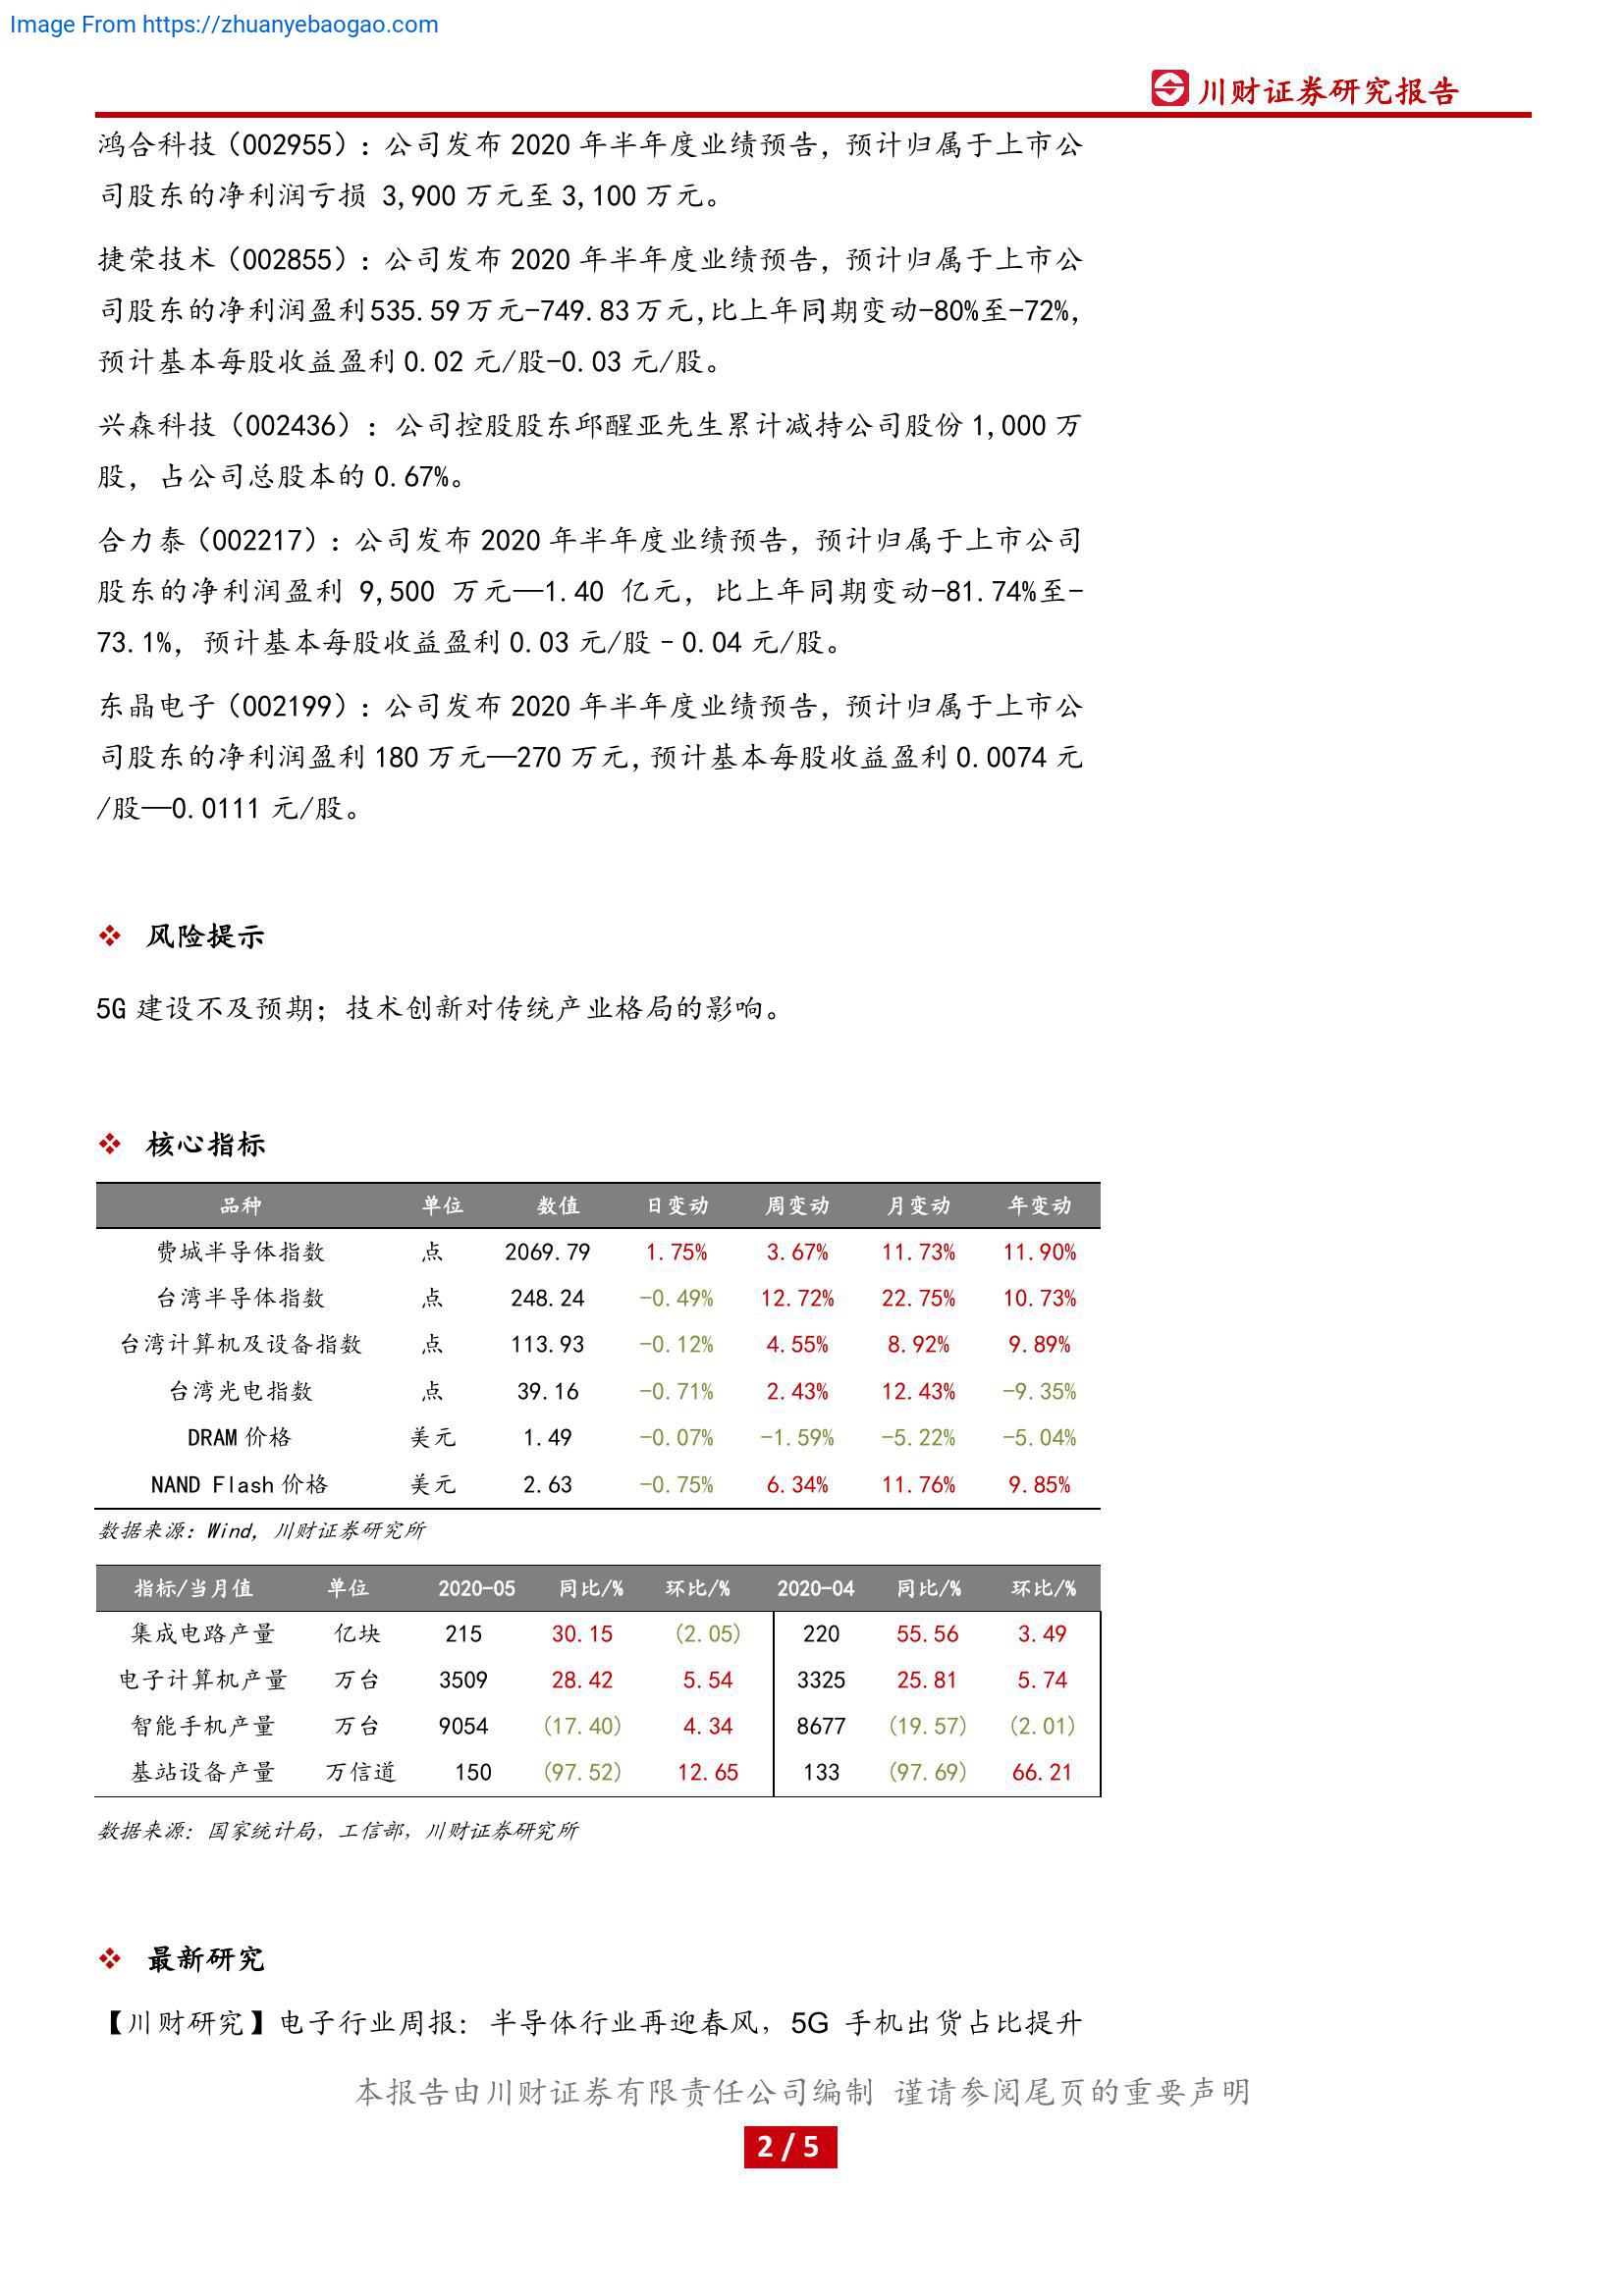 Image From https://zhuanyebaogao.com
川财证券研究报告
鸿合科技（002955）：公司发布 2020 年半年度业绩预告，预计归属于上市公
司股东的净利润亏损 3,900 万元至 3,100 万元。
捷荣技术（002855）：公司发布 2020 年半年度业绩预告，预计归属于上市公
司股东的净利润盈利 535.59 万元-749.83 万元，比上年同期变动-80%至-72%，
预计基本每股收益盈利 0.02 元/股-0.03 元/股。
兴森科技（002436）：公司控股股东邱醒亚先生累计减持公司股份 1,000 万
股，占公司总股本的 0.67%。
合力泰（002217）：公司发布 2020 年半年度业绩预告，预计归属于上市公司
股东的净利润盈利 9,500 万元—1.40 亿元，比上年同期变动-81.74%至-
73.1%，预计基本每股收益盈利 0.03 元/股–0.04 元/股。
东晶电子（002199）：公司发布 2020 年半年度业绩预告，预计归属于上市公
司股东的净利润盈利 180 万元—270 万元，预计基本每股收益盈利 0.0074 元
/股—0.0111 元/股。
❖ 风险提示
5G 建设不及预期；技术创新对传统产业格局的影响。
❖ 核心指标
品种 单位 数值 日变动 周变动 月变动 年变动
费城半导体指数 点 2069.79 1.75% 3.67% 11.73% 11.90%
台湾半导体指数 点 248.24 -0.49% 12.72% 22.75% 10.73%
台湾计算机及设备指数 点 113.93 -0.12% 4.55% 8.92% 9.89%
台湾光电指数 点 39.16 -0.71% 2.43% 12.43% -9.35%
DRAM 价格 美元 1.49 -0.07% -1.59% -5.22% -5.04%
NAND Flash 价格 美元 2.63 -0.75% 6.34% 11.76% 9.85%
数据来源：Wind，川财证券研究所
指标/当月值 单位 2020-05 同比/% 环比/% 2020-04 同比/% 环比/%
集成电路产量 亿块 215 30.15 (2.05) 220 55.56 3.49
电子计算机产量 万台 3509 28.42 5.54 3325 25.81 5.74
智能手机产量 万台 9054 (17.40) 4.34 8677 (19.57) (2.01)
基站设备产量 万信道 150 (97.52) 12.65 133 (97.69) 66.21
数据来源：国家统计局，工信部，川财证券研究所
❖ 最新研究
【川财研究】电子行业周报：半导体行业再迎春风，5G 手机出货占比提升
本报告由川财证券有限责任公司编制 谨请参阅尾页的重要声明
2 / 5